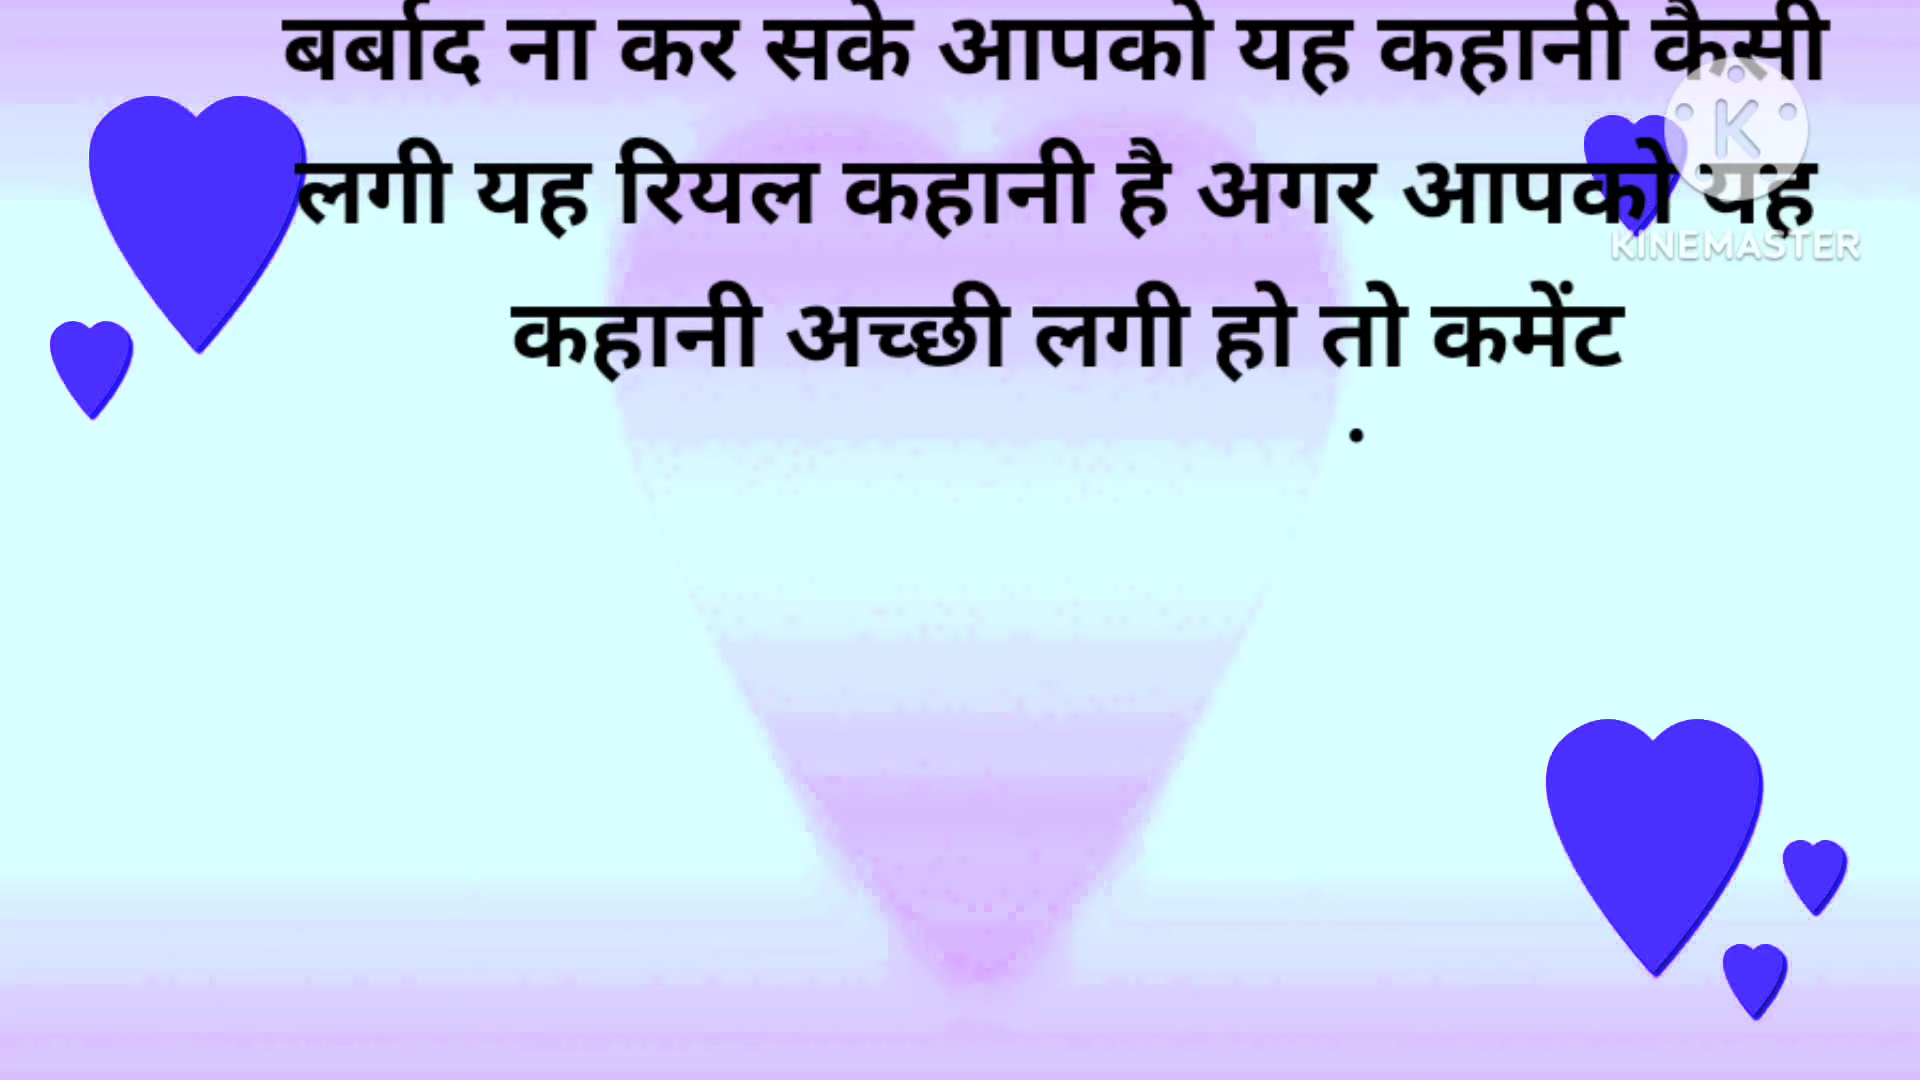 बर्बाद ना कर सके आपको यह कहानी कैसी
लगी यह रियल कहानी है अगर आपको यह
कहानी अच्छी लगी हो तो कमेंट
.
KINEMASTER